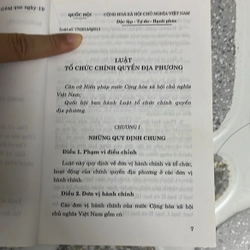 QUỐC HỘI
CỘNG HÒA XÃ HỘI CHỦ NGHĨA VIỆT NAM
Độc lập - Tự do - Hạnh phúc
LUẬT
TỔ CHỨC CHÍNH QUYỀN ĐỊA PHƯƠNG
Căn cứ Hiến pháp nước Cộng hòa xã hội chủ nghĩa
Việt Nam;
Quốc hội ban hành Luật tổ chức chính quyền
địa phương.
CHƯƠNG I
NHỮNG QUY ĐỊNH CHUNG
Điều 1. Phạm vi điều chỉnh
Luật này quy định về đơn vị hành chính và tổ chức,
hoạt động của chính quyền địa phương ở các đơn vị
hành chính.
Điều 2. Đơn vị hành chính
Các đơn vị hành chính của nước Cộng hòa xã hội
chủ nghĩa Việt Nam gồm có:
7